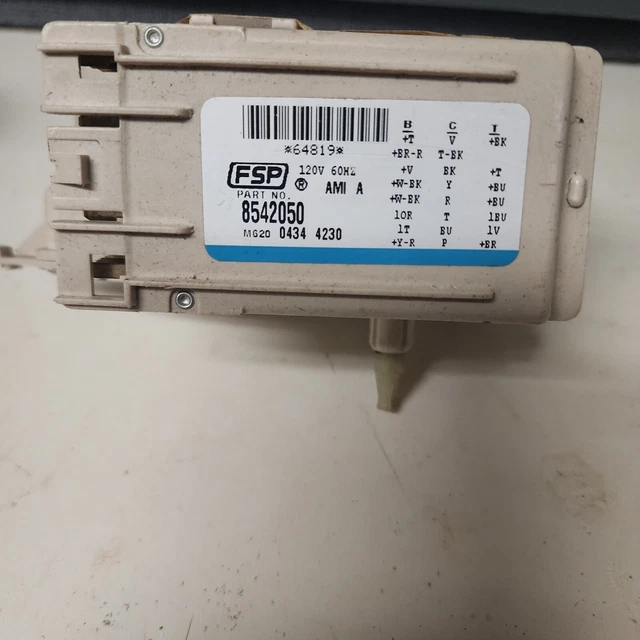 *64819*
FSP ®
120V 60HZ
AMI A
PART NO.
8542050
MG20 0434 4230
B G I
+T V +BK
+BR-R T-BK
+V BK +T
+W-BK Y +BU
+W-BK R +BU
1OR T 1BU
1T BU 1V
+Y-R P +BR